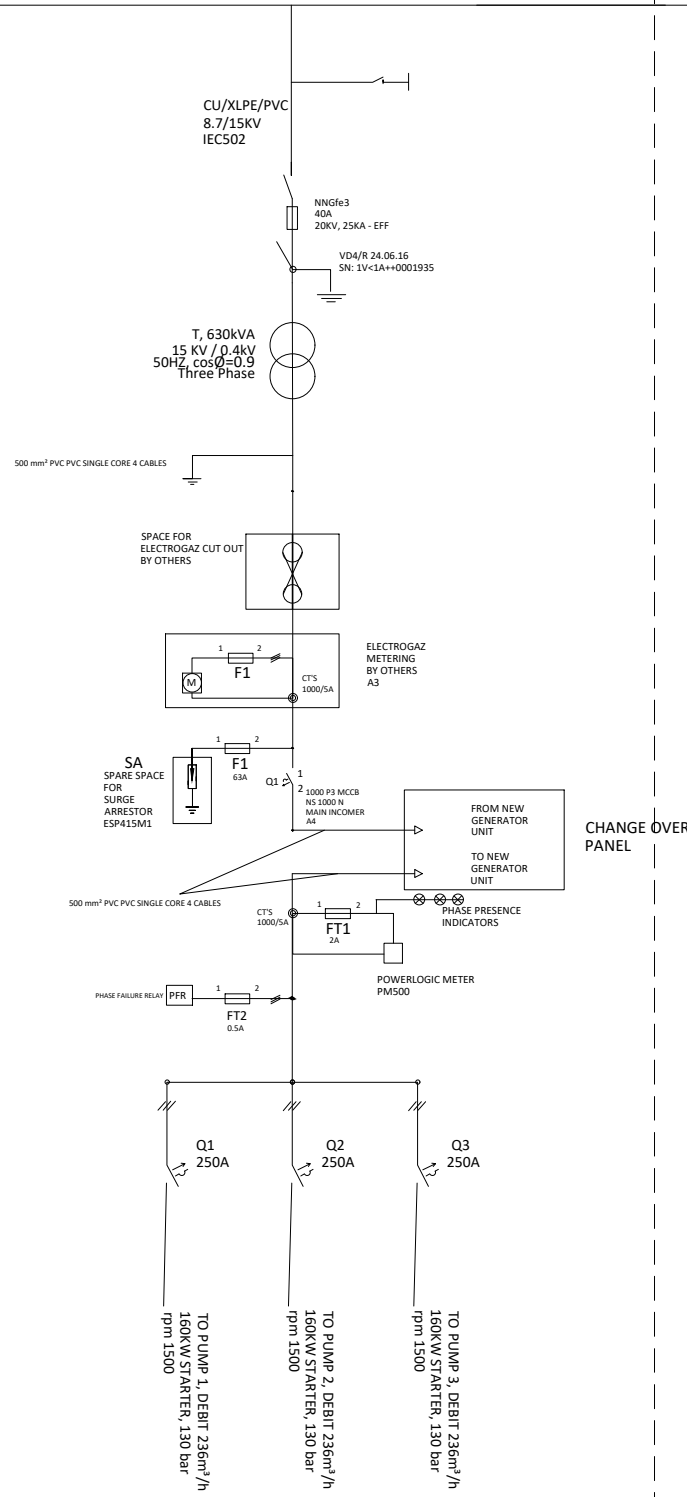 CU/XLPE/PVC
8.7/15KV
IEC502
NNGfe3
40A
20KV, 25KA - EFF
VD4/R 24.06.16
SN: 1V<1A++0001935
T, 630kVA
15 KV / 0.4kV
50HZ, cosØ=0.9
Three Phase
500 mm² PVC PVC SINGLE CORE 4 CABLES
SPACE FOR
ELECTROGAZ CUT OUT
BY OTHERS
1 2
F1
M
CT'S
1000/5A
ELECTROGAZ
METERING
BY OTHERS
A3
SA
SPARE SPACE
FOR
SURGE
ARRESTOR
ESP415M1
1 2
F1
63A
Q1
1
2
1000 P3 MCCB
NS 1000 N
MAIN INCOMER
A4
FROM NEW
GENERATOR
UNIT
TO NEW
GENERATOR
UNIT
CHANGE OVER
PANEL
500 mm² PVC PVC SINGLE CORE 4 CABLES
CT'S
1000/5A
1 2
FT1
2A
PHASE PRESENCE
INDICATORS
POWERLOGIC METER
PM500
PHASE FAILURE RELAY
PFR
1 2
FT2
0.5A
Q1
250A
Q2
250A
Q3
250A
TO PUMP 1, DEBIT 236m³/h
160KW STARTER, 130 bar
rpm 1500
TO PUMP 2, DEBIT 236m³/h
160KW STARTER, 130 bar
rpm 1500
TO PUMP 3, DEBIT 236m³/h
160KW STARTER, 130 bar
rpm 1500